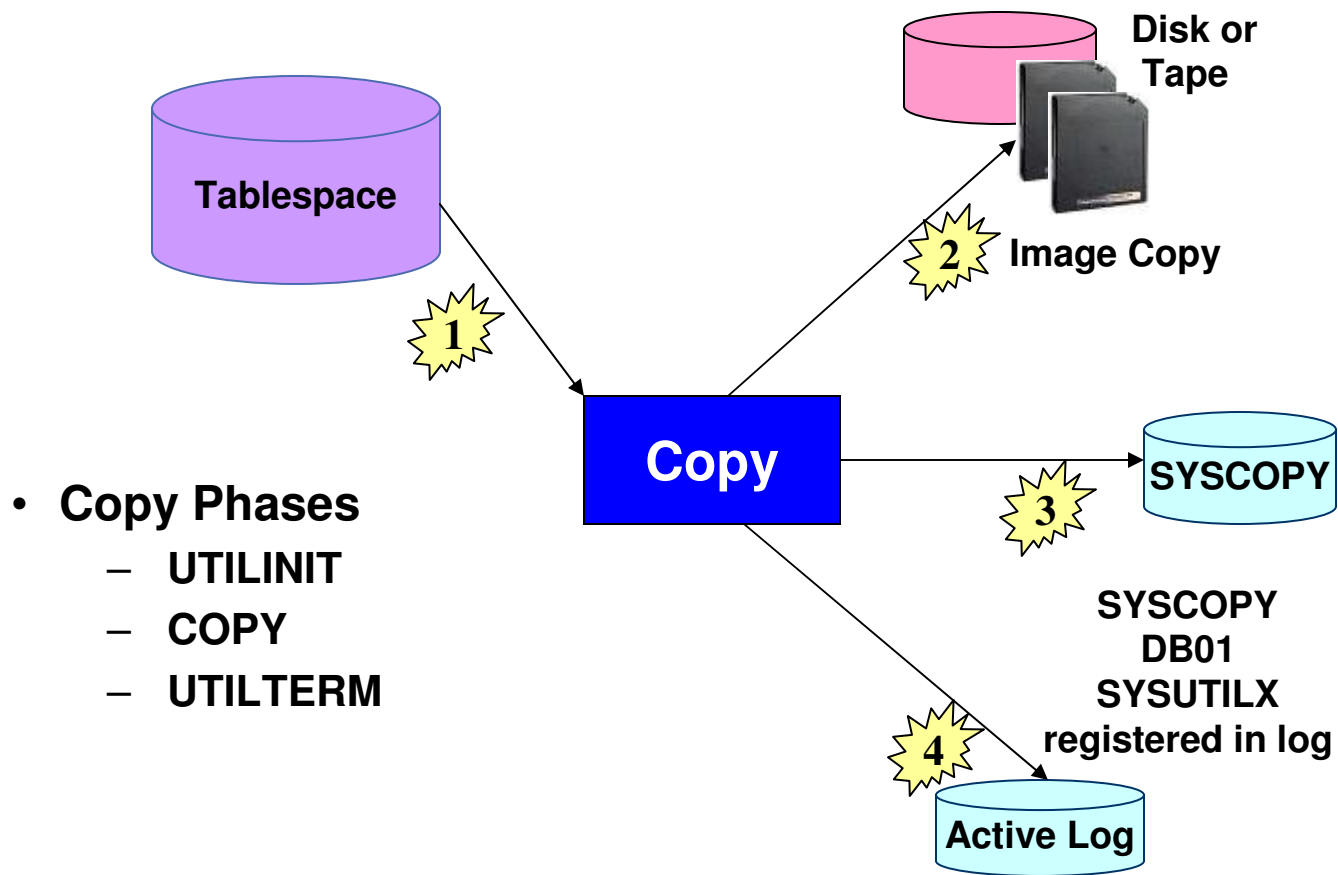 Disk or
Tape
Tablespace
2
Image Copy
1
Copy
SYSCOPY
3
• Copy Phases
– UTILINIT
– COPY
– UTILTERM
SYSCOPY
DB01
SYSUTILX
registered in log
4
Active Log